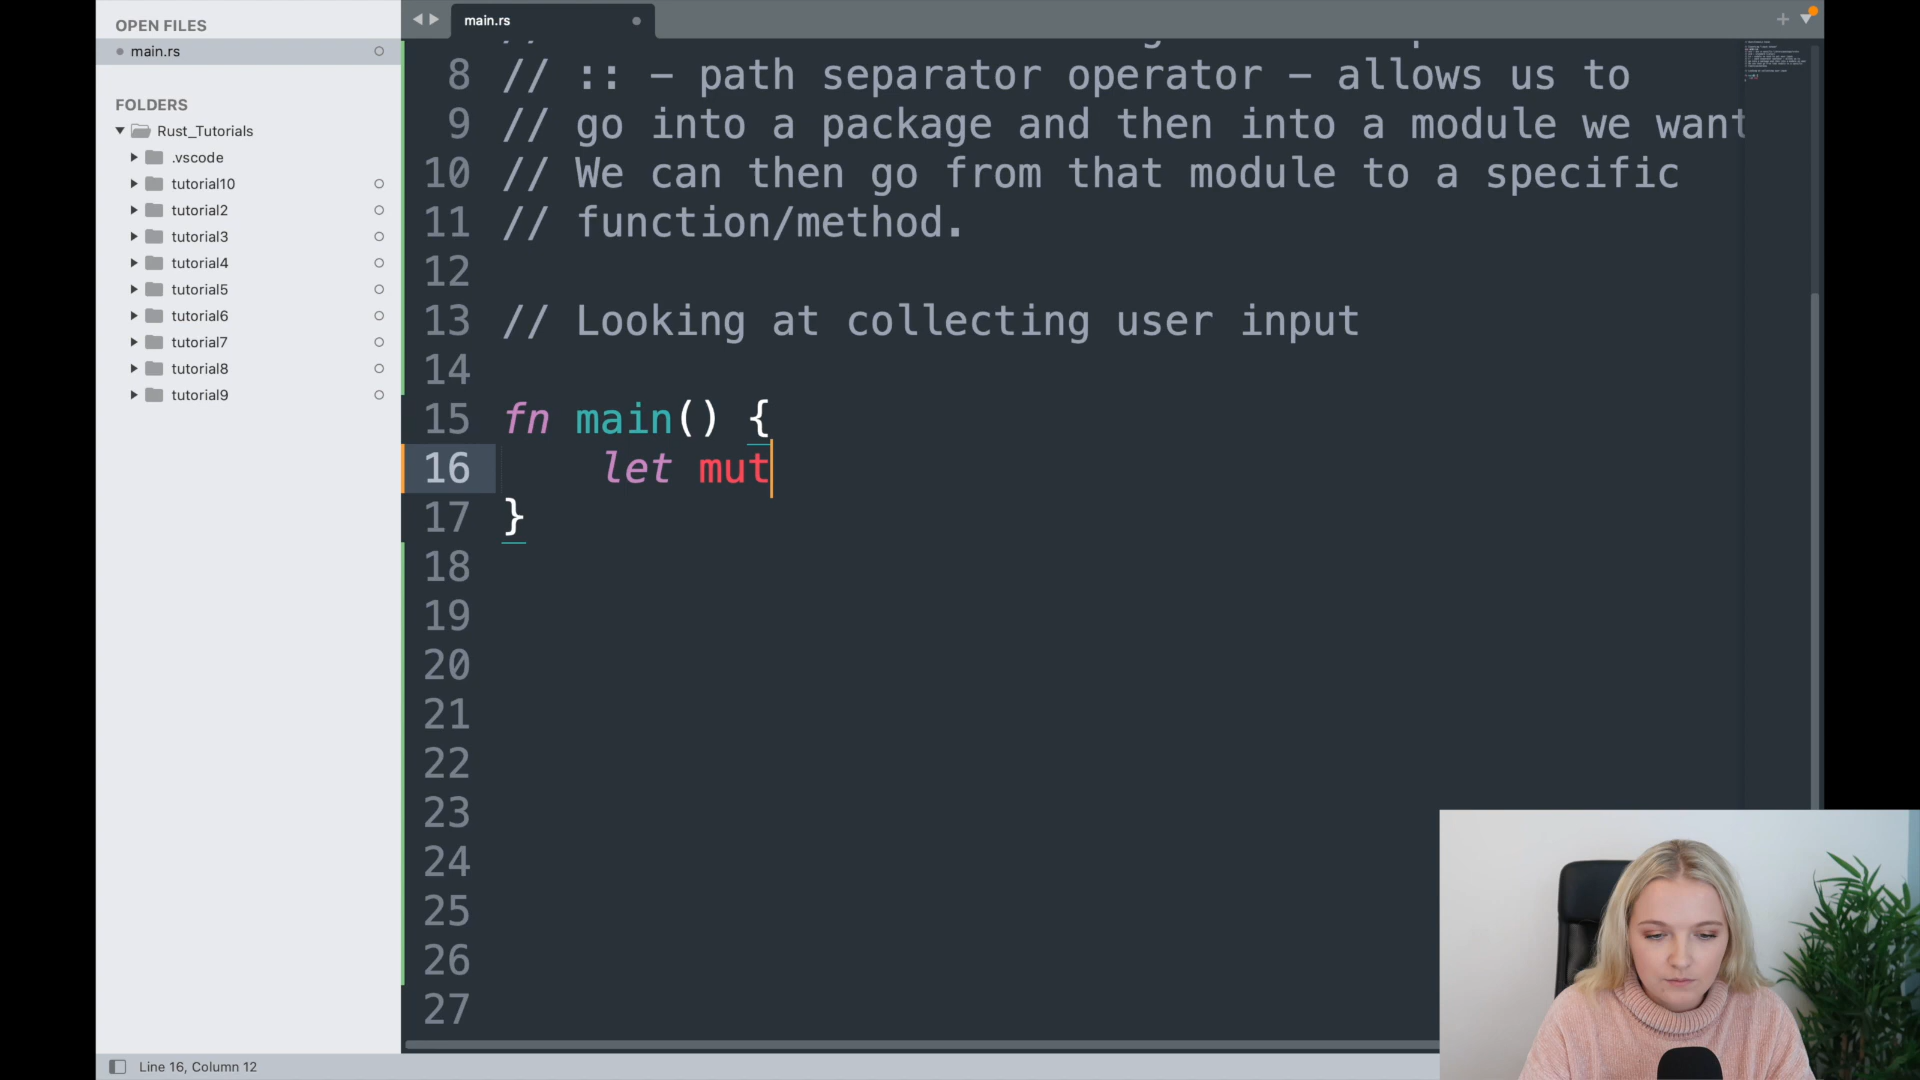 OPEN FILES
main.rs
FOLDERS
Rust_Tutorials
.vscode
tutorial10
tutorial2
tutorial3
tutorial4
tutorial5
tutorial6
tutorial7
tutorial8
tutorial9
main.rs
8 // :: – path separator operator – allows us to
9 // go into a package and then into a module we want
10 // We can then go from that module to a specific
11 // function/method.
12
13 // Looking at collecting user input
14
15 fn main() {
16 let mut
17 }
18
19
20
21
22
23
24
25
26
27
Line 16, Column 12